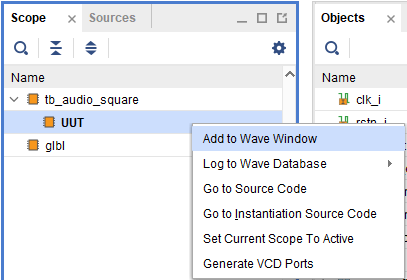 Scope
Sources
Objects
Name
Name
tb_audio_square
clk_i
UUT
rstn_i
glbl
Add to Wave Window
Log to Wave Database
Go to Source Code
Go to Instantiation Source Code
Set Current Scope To Active
Generate VCD Ports